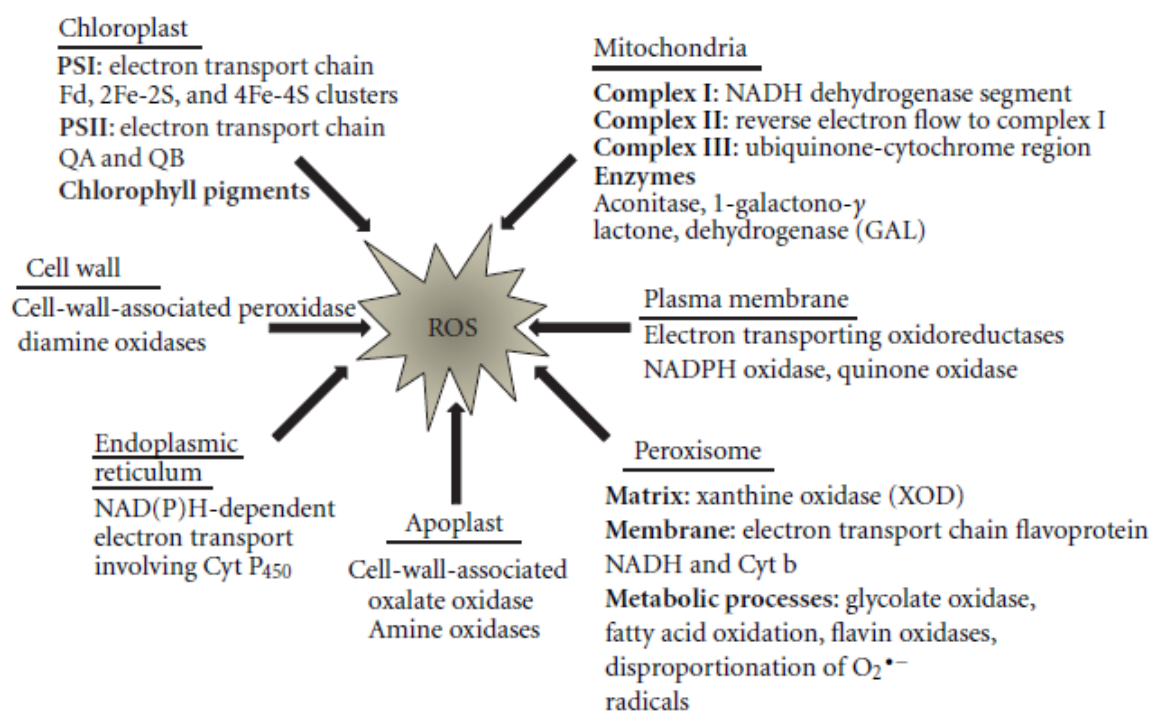 Chloroplast
PSI: electron transport chain
Fd, 2Fe-2S, and 4Fe-4S clusters
PSII: electron transport chain
QA and QB
Chlorophyll pigments
Mitochondria
Complex I: NADH dehydrogenase segment
Complex II: reverse electron flow to complex I
Complex III: ubiquinone-cytochrome region
Enzymes
Aconitase, 1-galactono-γ
lactone, dehydrogenase (GAL)
Cell wall
Cell-wall-associated peroxidase
diamine oxidases
ROS
Plasma membrane
Electron transporting oxidoreductases
NADPH oxidase, quinone oxidase
Endoplasmic
reticulum
NAD(P)H-dependent
electron transport
involving Cyt P₄₅₀
Apoplast
Cell-wall-associated
oxalate oxidase
Amine oxidases
Peroxisome
Matrix: xanthine oxidase (XOD)
Membrane: electron transport chain flavoprotein
NADH and Cyt b
Metabolic processes: glycolate oxidase,
fatty acid oxidation, flavin oxidases,
disproportionation of O₂•−
radicals